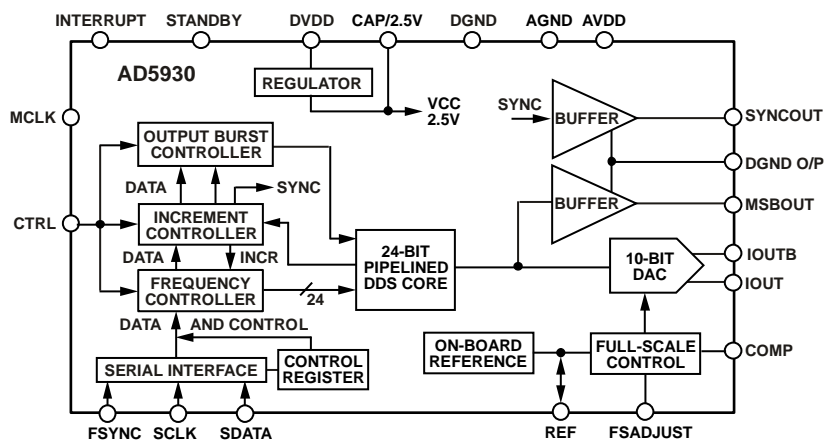 INTERRUPT STANDBY DVDD CAP/2.5V DGND AGND AVDD
AD5930
REGULATOR
VCC
2.5V
MCLK
SYNC
BUFFER
SYNCOUT
OUTPUT BURST
CONTROLLER
DGND O/P
DATA
SYNC
BUFFER
MSBOUT
CTRL
INCREMENT
CONTROLLER
24-BIT
PIPELINED
DDS CORE
10-BIT
DAC
IOUTB
IOUT
DATA
INCR
FREQUENCY
CONTROLLER
24
DATA
AND CONTROL
ON-BOARD
REFERENCE
FULL-SCALE
CONTROL
COMP
SERIAL INTERFACE
CONTROL
REGISTER
FSYNC SCLK SDATA REF FSADJUST